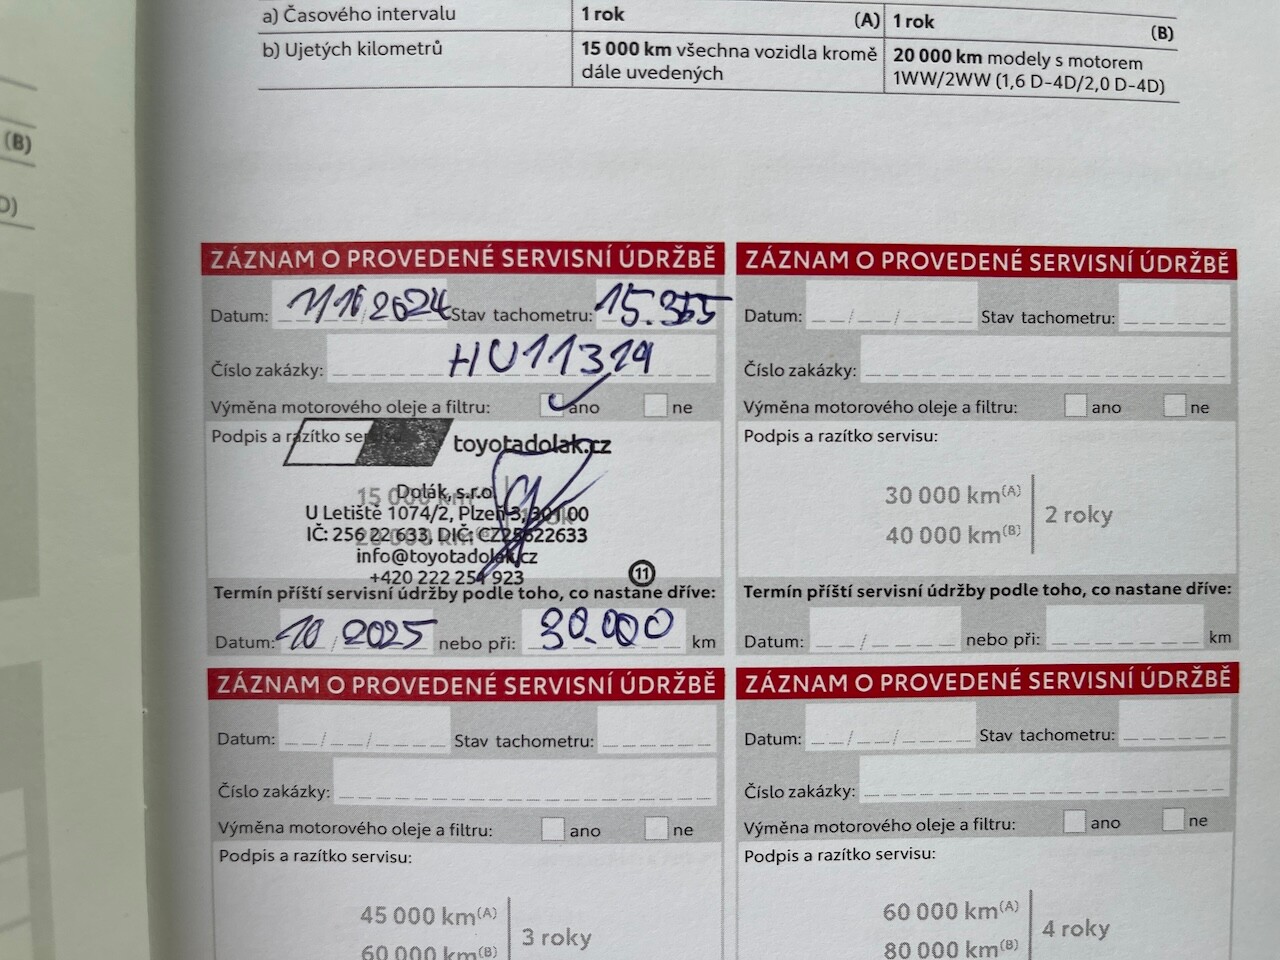 a) Časového intervalu 1 rok (A) 1 rok (B)
b) Ujetých kilometrů 15 000 km všechna vozidla kromě dále uvedených 20 000 km modely s motorem 1WW/2WW (1,6 D-4D/2,0 D-4D)
(B)
D)
ZÁZNAM O PROVEDENÉ SERVISNÍ ÚDRŽBĚ
Datum: 11/10/2024 Stav tachometru: 15.355
Číslo zakázky: HU11319
Výměna motorového oleje a filtru: ano ne
Podpis a razítko
toyotadolak.cz
Dolák, s.r.o.
U Letiště 1074/2, Plzeň 3, 301 00
IČ: 256 22 633, DIČ: CZ25622633
info@toyotadolak.cz
+420 222 254 923
11
Termín příští servisní údržby podle toho, co nastane dříve:
Datum: 10/2025 nebo při: 30.000 km
ZÁZNAM O PROVEDENÉ SERVISNÍ ÚDRŽBĚ
Datum: Stav tachometru:
Číslo zakázky:
Výměna motorového oleje a filtru: ano ne
Podpis a razítko servisu:
30 000 km(A)
40 000 km(B)
2 roky
Termín příští servisní údržby podle toho, co nastane dříve:
Datum: nebo při: km
ZÁZNAM O PROVEDENÉ SERVISNÍ ÚDRŽBĚ
Datum: Stav tachometru:
Číslo zakázky:
Výměna motorového oleje a filtru: ano ne
Podpis a razítko servisu:
45 000 km(A)
60 000 km(B)
3 roky
ZÁZNAM O PROVEDENÉ SERVISNÍ ÚDRŽBĚ
Datum: Stav tachometru:
Číslo zakázky:
Výměna motorového oleje a filtru: ano ne
Podpis a razítko servisu:
60 000 km(A)
80 000 km(B)
4 roky